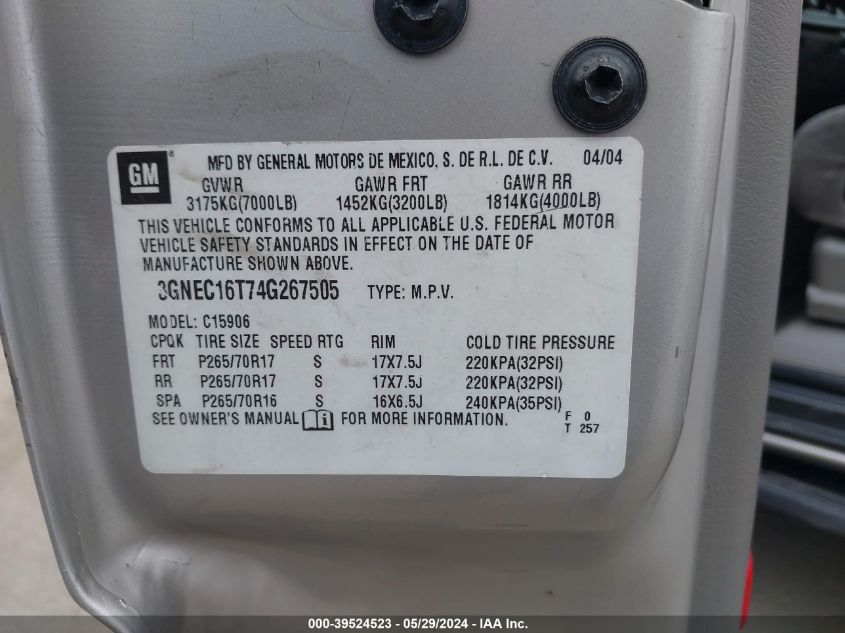 GM ® MFD BY GENERAL MOTORS DE MEXICO, S. DE R.L. DE C.V. 04/04
GVWR GAWR FRT GAWR RR
3175KG(7000LB) 1452KG(3200LB) 1814KG(4000LB)
THIS VEHICLE CONFORMS TO ALL APPLICABLE U.S. FEDERAL MOTOR
VEHICLE SAFETY STANDARDS IN EFFECT ON THE DATE OF
MANUFACTURE SHOWN ABOVE.
3GNEC16T74G267505 TYPE: M.P.V.
MODEL: C15906
CPQK TIRE SIZE SPEED RTG RIM COLD TIRE PRESSURE
FRT P265/70R17 S 17X7.5J 220KPA(32PSI)
RR P265/70R17 S 17X7.5J 220KPA(32PSI)
SPA P265/70R16 S 16X6.5J 240KPA(35PSI)
SEE OWNER'S MANUAL i FOR MORE INFORMATION. F 0
T 257
000-39524523 - 05/29/2024 - IAA Inc.